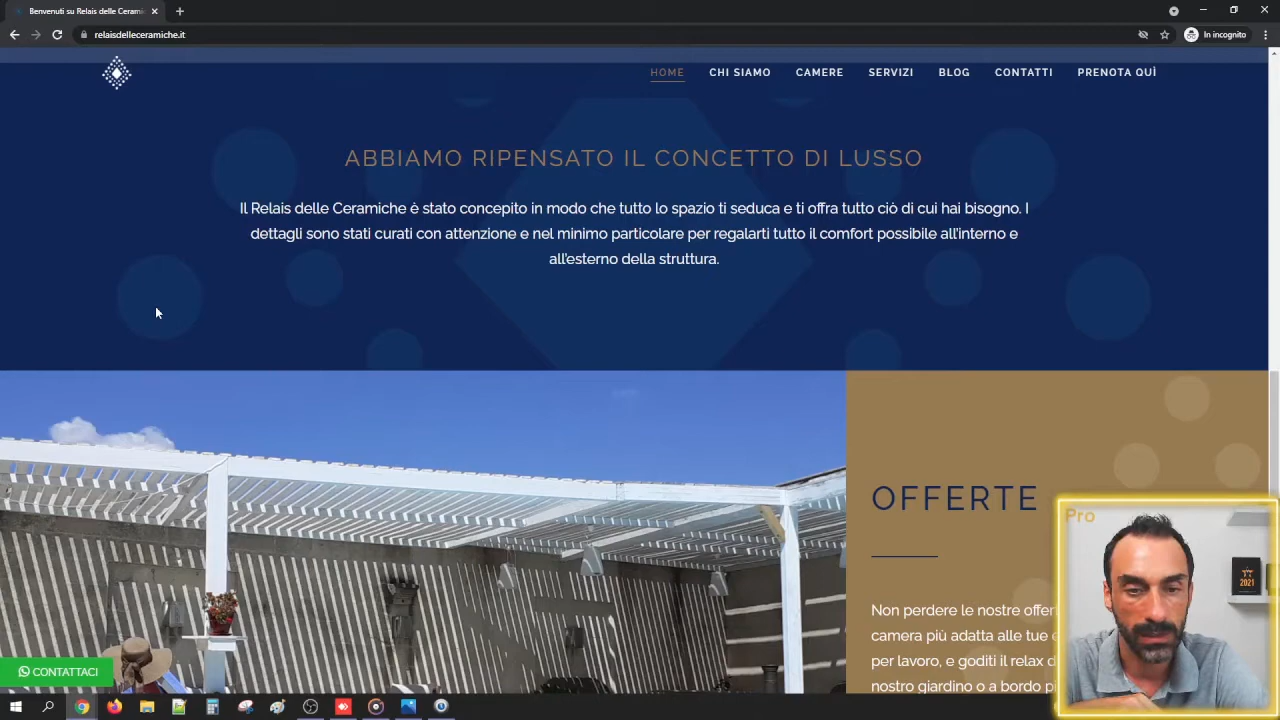 Benvenuti su Relais delle Ceramic
relaisdelleceramiche.it
In incognito
HOME CHI SIAMO CAMERE SERVIZI BLOG CONTATTI PRENOTA QUÌ
ABBIAMO RIPENSATO IL CONCETTO DI LUSSO
Il Relais delle Ceramiche è stato concepito in modo che tutto lo spazio ti seduca e ti offra tutto ciò di cui hai bisogno. I
dettagli sono stati curati con attenzione e nel minimo particolare per regalarti tutto il comfort possibile all'interno e
all'esterno della struttura.
OFFERTE
Non perdere le nostre offer
camera più adatta alle tue
per lavoro, e goditi il relax
nostro giardino o a bordo
CONTATTACI
Pro
2021